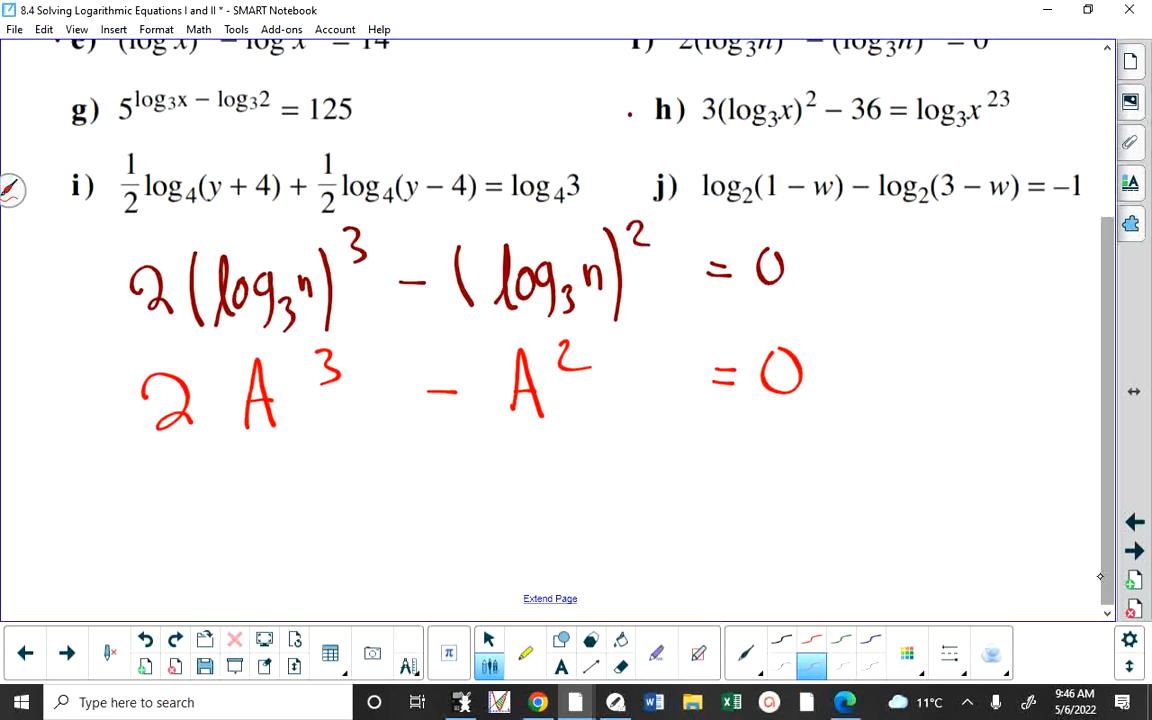 8.4 Solving Logarithmic Equations I and II * - SMART Notebook
File Edit View Insert Format Math Tools Add-ons Account Help
g) 5^{log₃x − log₃2} = 125
h) 3(log₃x)² − 36 = log₃x²³
i) 1/2 log₄(y + 4) + 1/2 log₄(y − 4) = log₄3
j) log₂(1 − w) − log₂(3 − w) = −1
2(log₃n)³ − (log₃n)² = 0
2A³ − A² = 0
Extend Page
Type here to search
11°C
9:46 AM
5/6/2022